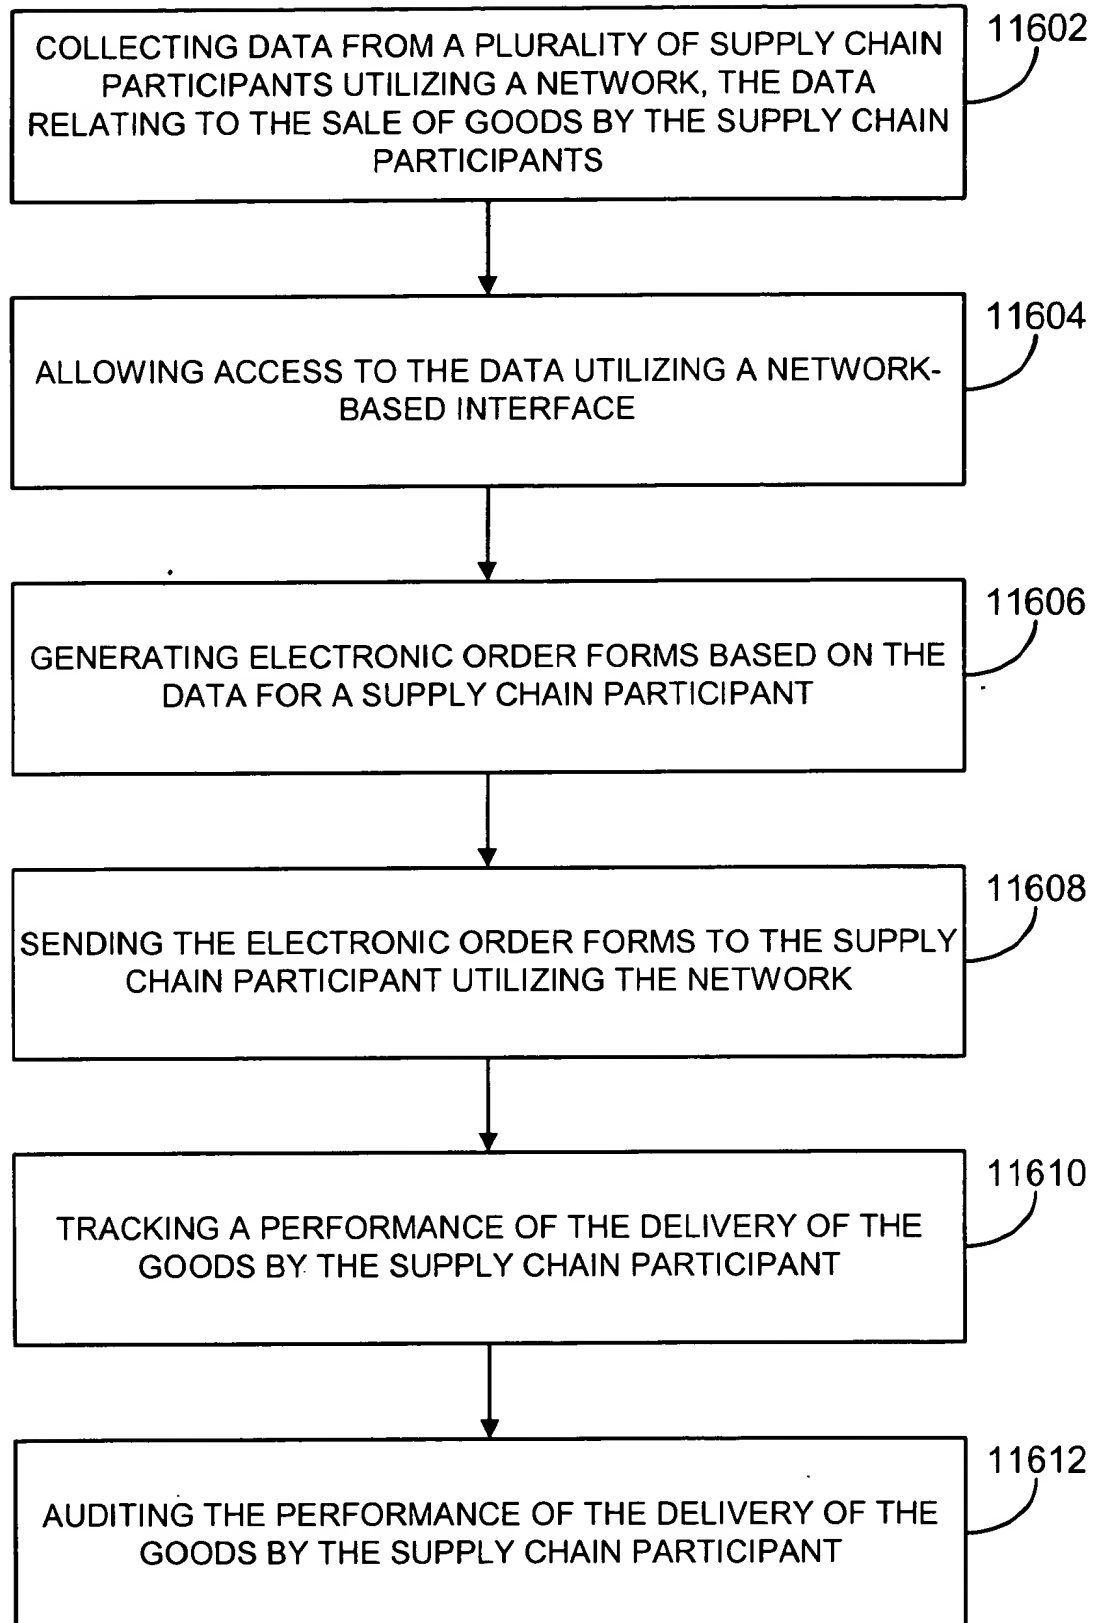 11602
COLLECTING DATA FROM A PLURALITY OF SUPPLY CHAIN
PARTICIPANTS UTILIZING A NETWORK, THE DATA
RELATING TO THE SALE OF GOODS BY THE SUPPLY CHAIN
PARTICIPANTS
11604
ALLOWING ACCESS TO THE DATA UTILIZING A NETWORK-
BASED INTERFACE
11606
GENERATING ELECTRONIC ORDER FORMS BASED ON THE
DATA FOR A SUPPLY CHAIN PARTICIPANT
11608
SENDING THE ELECTRONIC ORDER FORMS TO THE SUPPLY
CHAIN PARTICIPANT UTILIZING THE NETWORK
11610
TRACKING A PERFORMANCE OF THE DELIVERY OF THE
GOODS BY THE SUPPLY CHAIN PARTICIPANT
11612
AUDITING THE PERFORMANCE OF THE DELIVERY OF THE
GOODS BY THE SUPPLY CHAIN PARTICIPANT